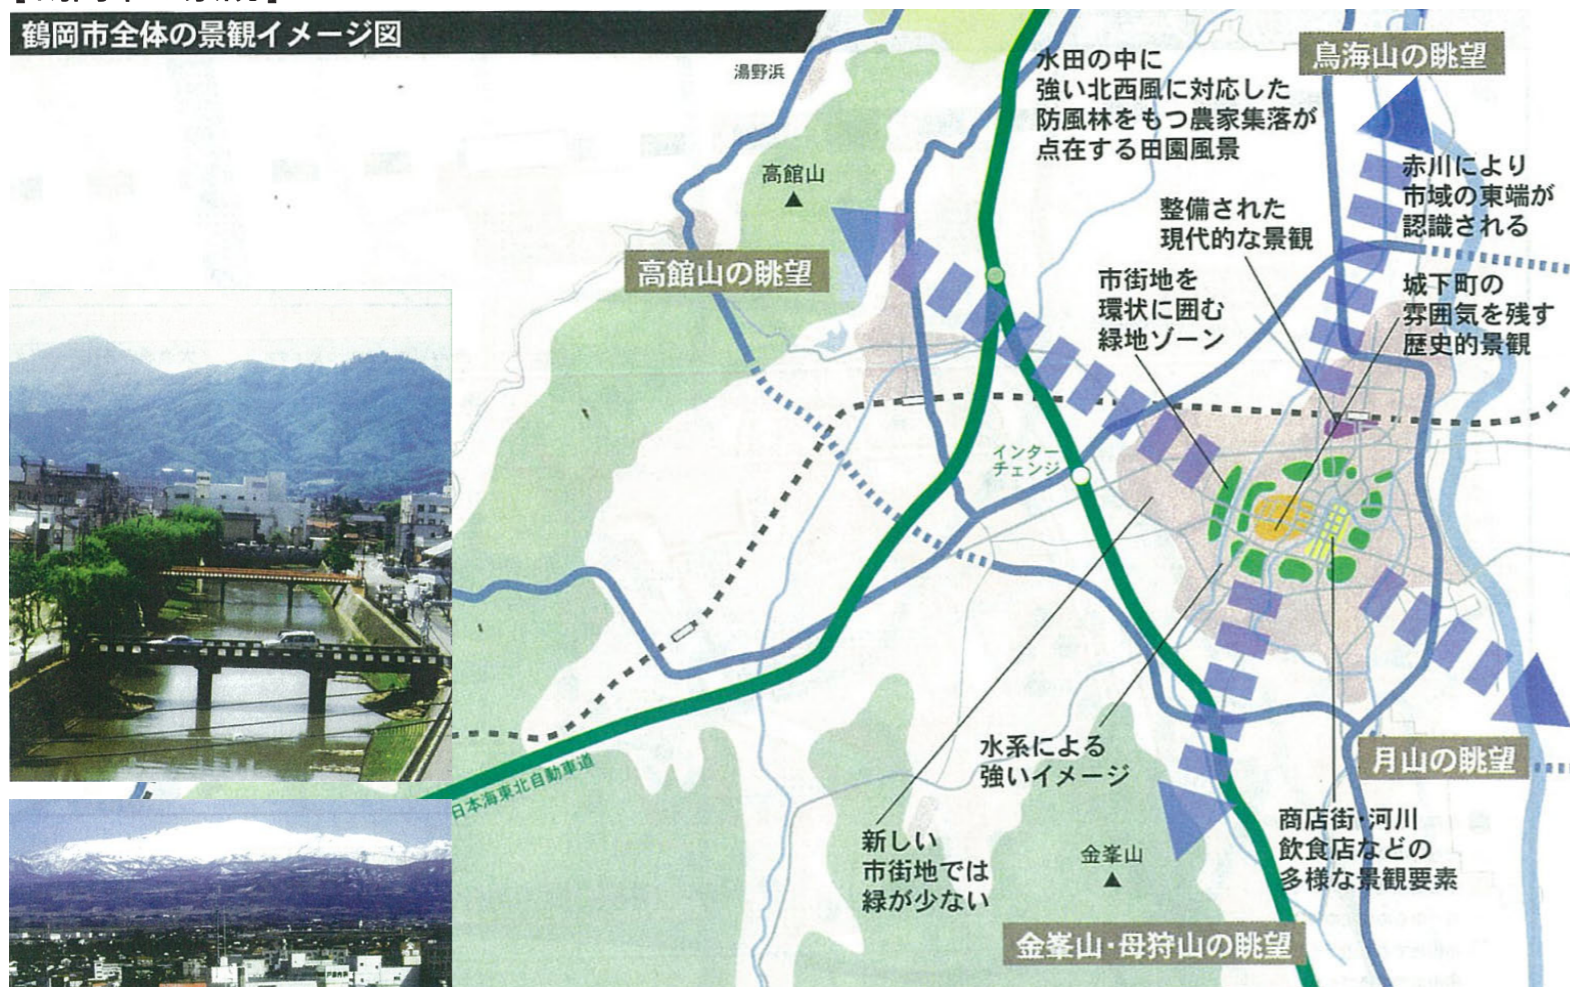 鶴岡市全体の景観イメージ図
湯野浜
水田の中に
強い北西風に対応した
防風林をもつ農家集落が
点在する田園風景
鳥海山の眺望
高館山
高館山の眺望
整備された
現代的な景観
赤川により
市域の東端が
認識される
市街地を
環状に囲む
緑地ゾーン
城下町の
雰囲気を残す
歴史的景観
インター
チェンジ
日本海東北自動車道
水系による
強いイメージ
月山の眺望
新しい
市街地では
緑が少ない
金峯山
商店街・河川
飲食店などの
多様な景観要素
金峯山・母狩山の眺望